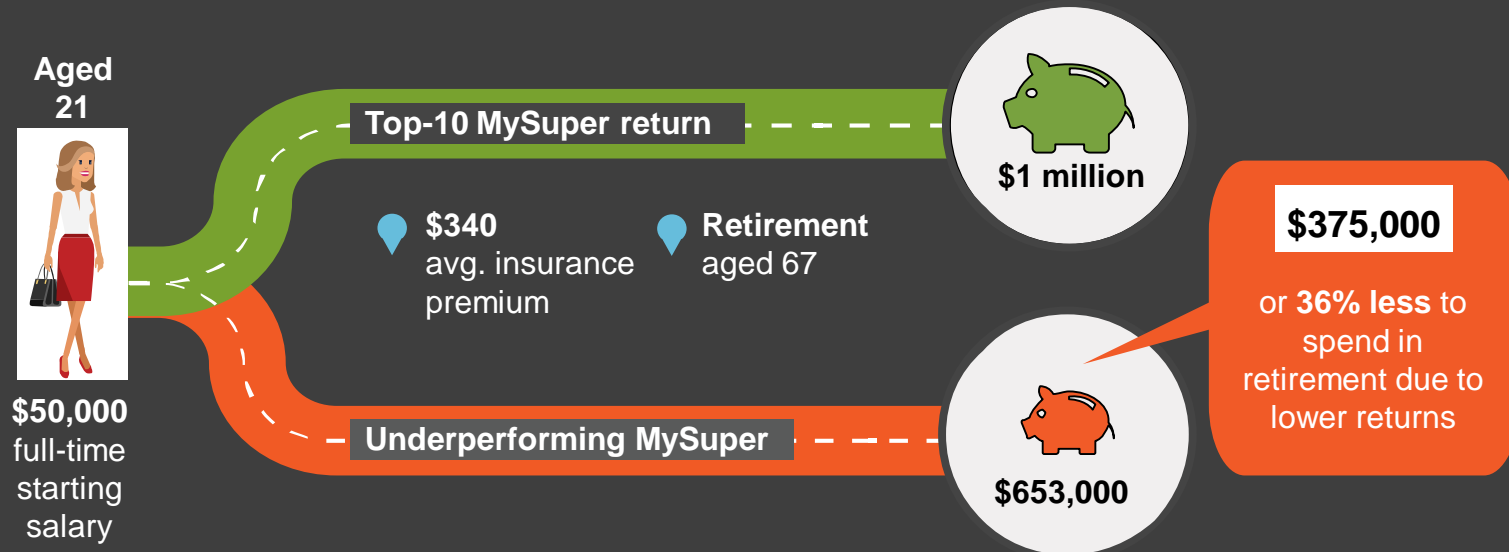 Aged
21
$50,000
full-time
starting
salary
Top-10 MySuper return
$1 million
$340
avg. insurance
premium
Retirement
aged 67
Underperforming MySuper
$653,000
$375,000
or 36% less to
spend in
retirement due to
lower returns